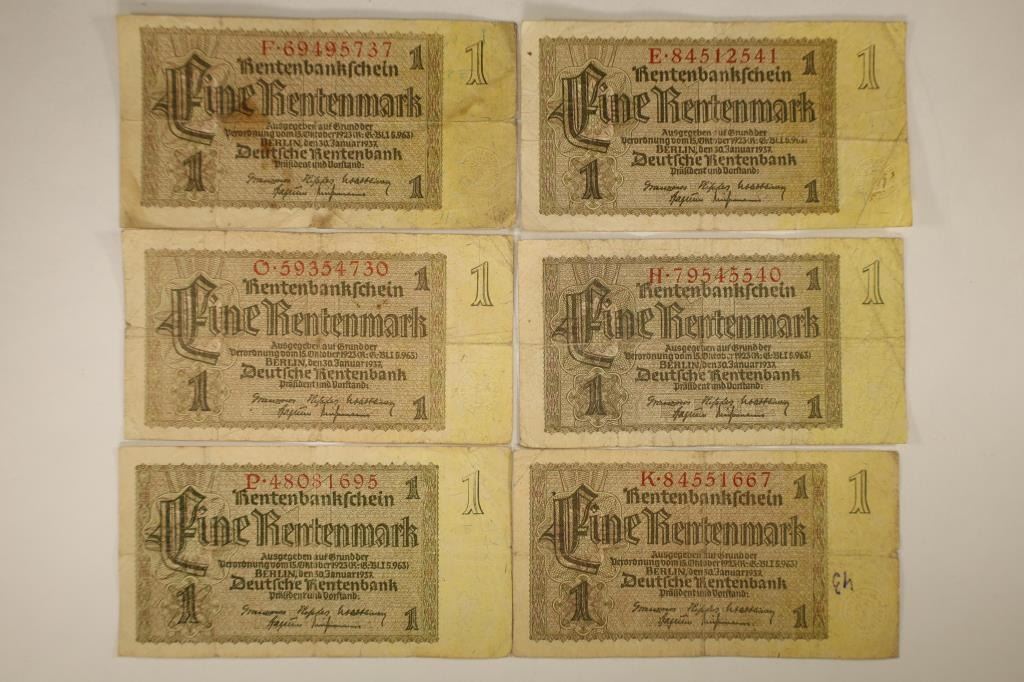 F·69495737
1 1
Rentenbankschein
Eine Rentenmark
Ausgegeben auf Grund der
Verordnung vom 15. Oktober 1923 (R.-G.-Bl. I S. 963)
BERLIN, den 30. Januar 1937.
Deutsche Rentenbank
Präsident und Vorstand:
1 1
E·84512541
1 1
Rentenbankschein
Eine Rentenmark
Ausgegeben auf Grund der
Verordnung vom 15. Oktober 1923 (R.-G.-Bl. I S. 963)
BERLIN, den 30. Januar 1937.
Deutsche Rentenbank
Präsident und Vorstand:
1 1
O·59354730
1 1
Rentenbankschein
Eine Rentenmark
Ausgegeben auf Grund der
Verordnung vom 15. Oktober 1923 (R.-G.-Bl. I S. 963)
BERLIN, den 30. Januar 1937.
Deutsche Rentenbank
Präsident und Vorstand:
1 1
H·79545540
1 1
Rentenbankschein
Eine Rentenmark
Ausgegeben auf Grund der
Verordnung vom 15. Oktober 1923 (R.-G.-Bl. I S. 963)
BERLIN, den 30. Januar 1937.
Deutsche Rentenbank
Präsident und Vorstand:
1 1
P·48081695
1 1
Rentenbankschein
Eine Rentenmark
Ausgegeben auf Grund der
Verordnung vom 15. Oktober 1923 (R.-G.-Bl. I S. 963)
BERLIN, den 30. Januar 1937.
Deutsche Rentenbank
Präsident und Vorstand:
1 1
K·84551667
1 1
Rentenbankschein
Eine Rentenmark
Ausgegeben auf Grund der
Verordnung vom 15. Oktober 1923 (R.-G.-Bl. I S. 963)
BERLIN, den 30. Januar 1937.
Deutsche Rentenbank
Präsident und Vorstand:
1 1